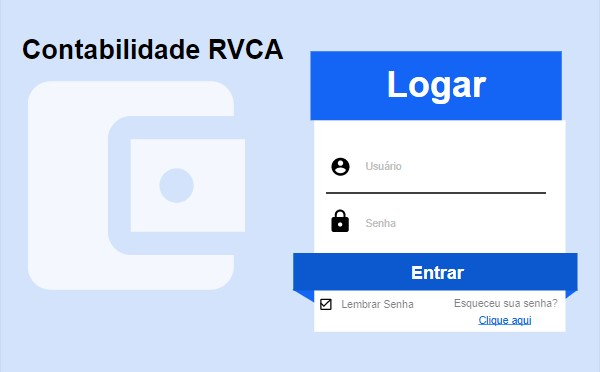 Contabilidade RVCA
Logar
Usuário
Senha
Entrar
Lembrar Senha
Esqueceu sua senha?
Clique aqui